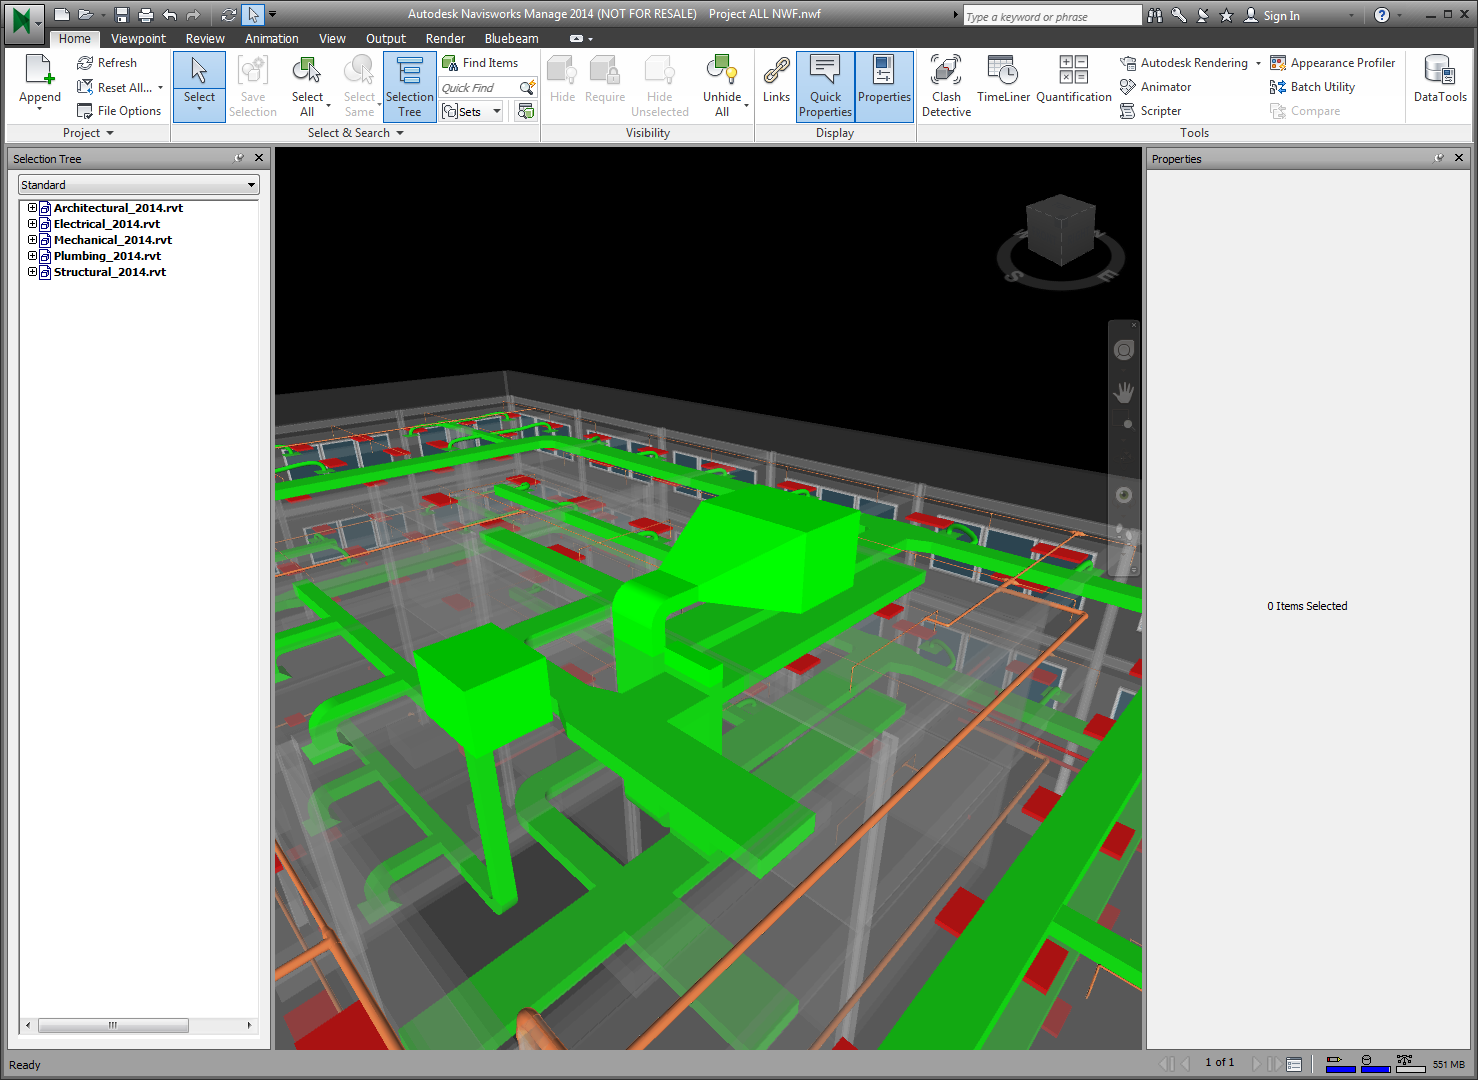 Autodesk Navisworks Manage 2014 (NOT FOR RESALE) Project ALL NWF.nwf
Type a keyword or phrase
Sign In
Home Viewpoint Review Animation View Output Render Bluebeam
Append
Refresh
Reset All...
File Options
Project
Select
Save Selection
Select All
Select Same
Selection Tree
Find Items
Quick Find
Sets
Select & Search
Hide
Require
Hide Unselected
Unhide All
Visibility
Links
Quick Properties
Properties
Display
Clash Detective
TimeLiner
Quantification
Autodesk Rendering
Animator
Scripter
Appearance Profiler
Batch Utility
Compare
Tools
DataTools
Selection Tree
Standard
Architectural_2014.rvt
Electrical_2014.rvt
Mechanical_2014.rvt
Plumbing_2014.rvt
Structural_2014.rvt
S
E
Properties
0 Items Selected
Ready
1 of 1
551 MB